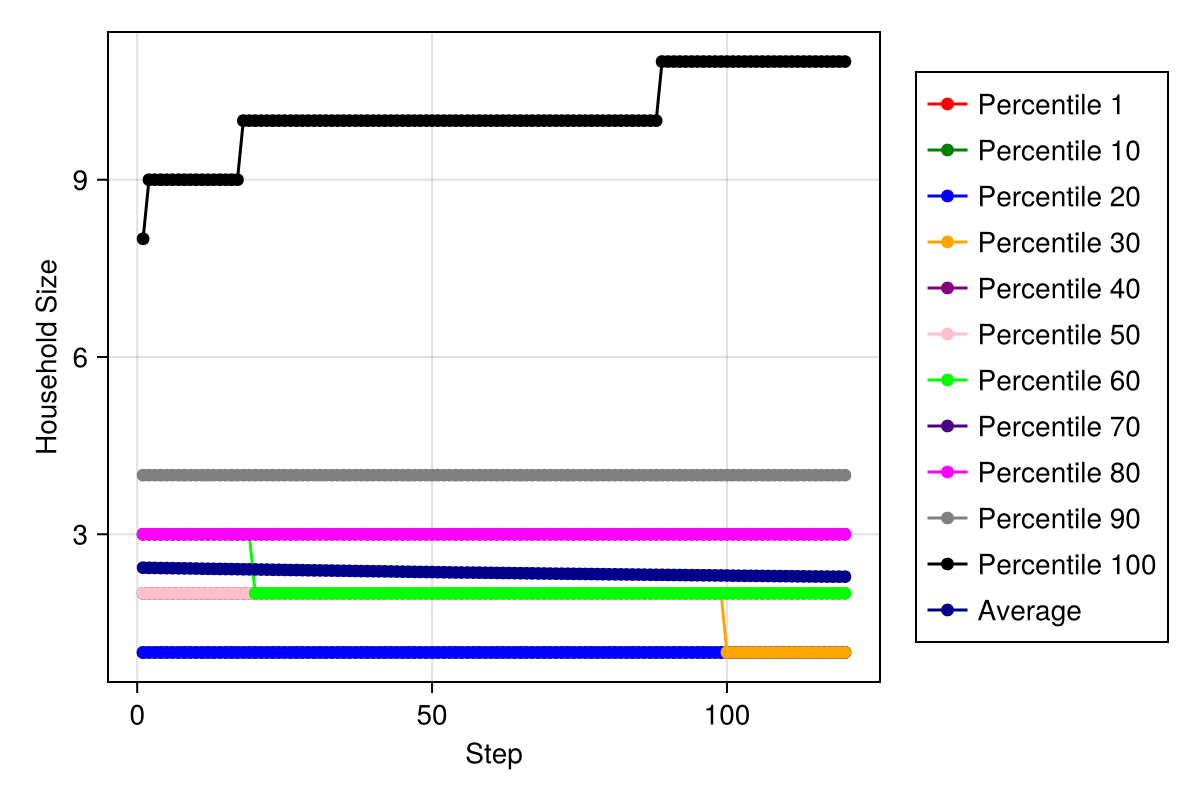 Household Size
9
6
3
0
50
100
Step
Percentile 1
Percentile 10
Percentile 20
Percentile 30
Percentile 40
Percentile 50
Percentile 60
Percentile 70
Percentile 80
Percentile 90
Percentile 100
Average